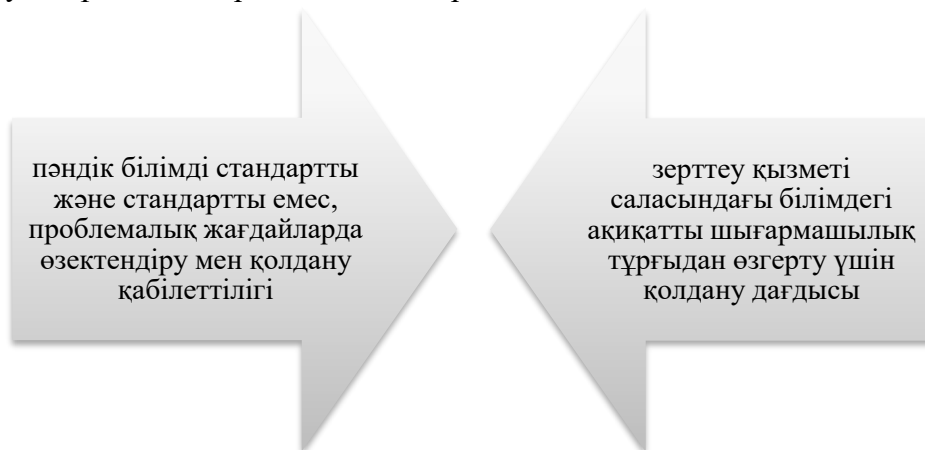 пәндік білімді стандартты
және стандартты емес,
проблемалық жағдайларда
өзектендіру мен қолдану
қабілеттілігі
зерттеу қызметі
саласындағы білімдегі
ақиқатты шығармашылық
тұрғыдан өзгерту үшін
қолдану дағдысы